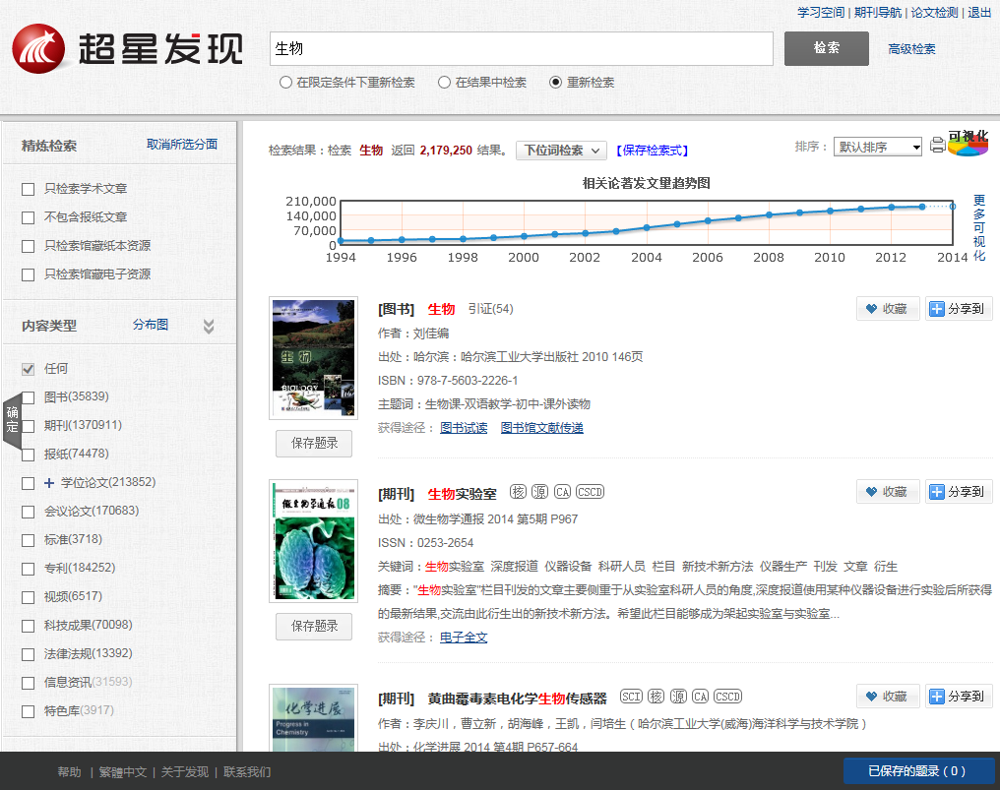 学习空间 | 期刊导航 | 论文检测 | 退出
超星发现
生物
检索
高级检索
在限定条件下重新检索 在结果中检索 重新检索
精炼检索 取消所选分面
只检索学术文章
不包含报纸文章
只检索馆藏纸本资源
只检索馆藏电子资源
内容类型 分布图
任何
图书(35839)
期刊(1370911)
确定
报纸(74478)
学位论文(213852)
会议论文(170683)
标准(3718)
专利(184252)
视频(6517)
科技成果(70098)
法律法规(13392)
信息资讯(31593)
特色库(3917)
检索结果：检索 生物 返回 2,179,250 结果。 下位词检索 【保存检索式】
排序： 默认排序 可视化
相关论著发文量趋势图
210,000
140,000
70,000
0
1994 1996 1998 2000 2002 2004 2006 2008 2010 2012 2014
更多可视化
[图书] 生物 引证(54)
收藏 分享到
作者：刘佳编
出处：哈尔滨：哈尔滨工业大学出版社 2010 146页
ISBN：978-7-5603-2226-1
主题词：生物课-双语教学-初中-课外读物
获得途径： 图书试读 图书馆文献传递
生物
BIOLOGY
保存题录
[期刊] 生物实验室 核 源 CA CSCD
收藏 分享到
出处：微生物学通报 2014 第5期 P967
ISSN：0253-2654
关键词：生物实验室 深度报道 仪器设备 科研人员 栏目 新技术新方法 仪器生产 刊发 文章 衍生
摘要："生物实验室"栏目刊发的文章主要侧重于从实验室科研人员的角度,深度报道使用某种仪器设备进行实验后所获得
的最新结果,交流由此衍生出的新技术新方法。希望此栏目能够成为架起实验室与实验室...
获得途径： 电子全文
微生物学通报 08
保存题录
[期刊] 黄曲霉毒素电化学生物传感器 SCI 核 源 CA CSCD
收藏 分享到
作者：李庆川，曹立新，胡海峰，王凯，闫培生（哈尔滨工业大学(威海)海洋科学与技术学院）
出处：化学进展 2014 第4期 P657-664
化学进展
Progress in
Chemistry
帮助 | 繁體中文 | 关于发现 | 联系我们
已保存的题录（0）